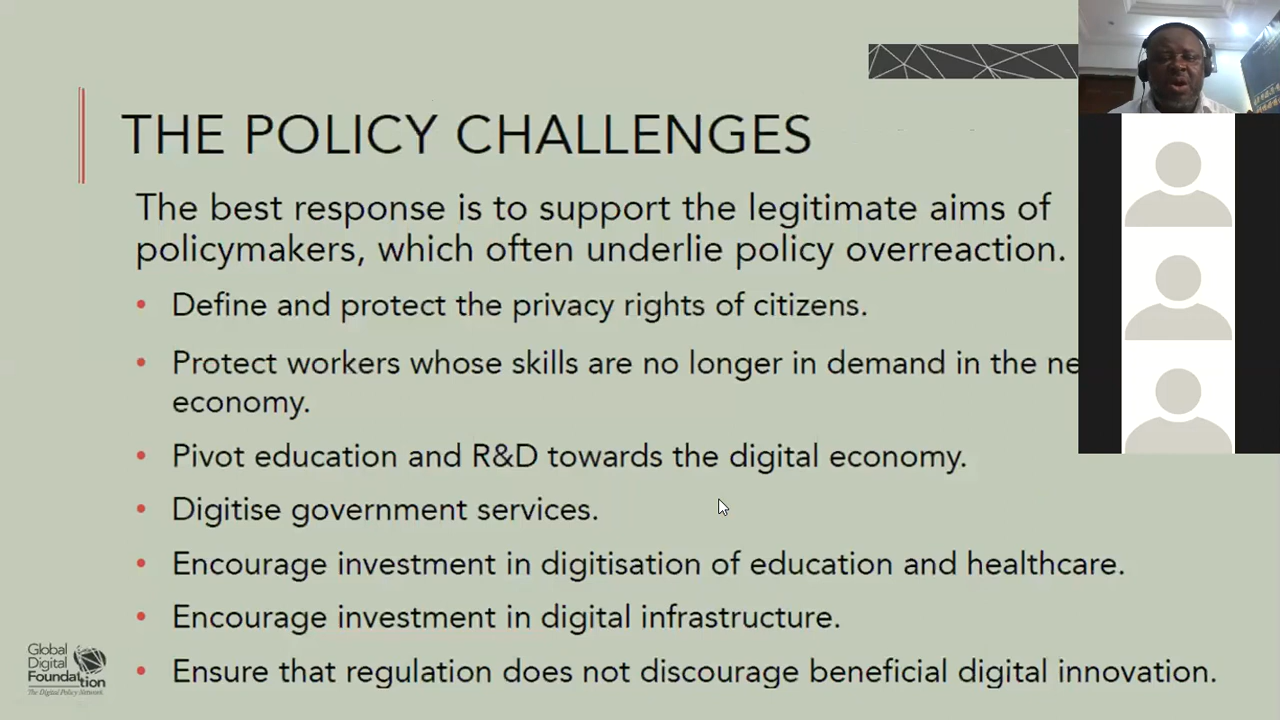 THE POLICY CHALLENGES
The best response is to support the legitimate aims of
policymakers, which often underlie policy overreaction.
• Define and protect the privacy rights of citizens.
• Protect workers whose skills are no longer in demand in the ne
economy.
• Pivot education and R&D towards the digital economy.
• Digitise government services.
• Encourage investment in digitisation of education and healthcare.
• Encourage investment in digital infrastructure.
• Ensure that regulation does not discourage beneficial digital innovation.
Global
Digital
Foundation
The Digital Policy Network